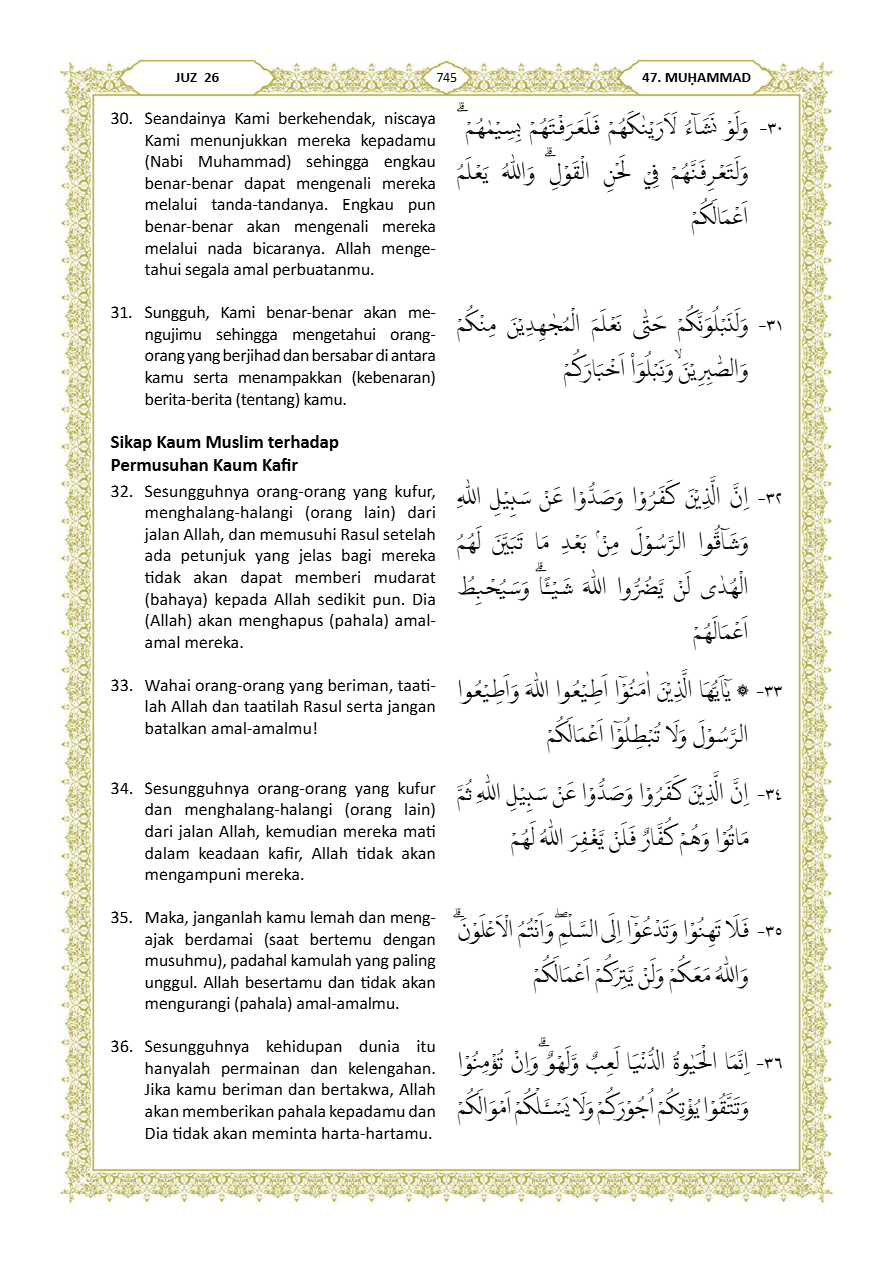 JUZ 26
745
47. MUḤAMMAD
30. Seandainya Kami berkehendak, niscaya
Kami menunjukkan mereka kepadamu
(Nabi Muhammad) sehingga engkau
benar-benar dapat mengenali mereka
melalui tanda-tandanya. Engkau pun
benar-benar akan mengenali mereka
melalui nada bicaranya. Allah menge-
tahui segala amal perbuatanmu.
٣٠- وَلَوْ نَشَاۤءُ لَاَرَيْنٰكَهُمْ فَلَعَرَفْتَهُمْ بِسِيْمٰهُمْ ۗ
وَلَتَعْرِفَنَّهُمْ فِيْ لَحْنِ الْقَوْلِ ۗ وَاللّٰهُ يَعْلَمُ
اَعْمَالَكُمْ
31. Sungguh, Kami benar-benar akan me-
ngujimu sehingga mengetahui orang-
orang yang berjihad dan bersabar di antara
kamu serta menampakkan (kebenaran)
berita-berita (tentang) kamu.
٣١- وَلَنَبْلُوَنَّكُمْ حَتّٰى نَعْلَمَ الْمُجٰهِدِيْنَ مِنْكُمْ
وَالصّٰبِرِيْنَۙ وَنَبْلُوَا۟ اَخْبَارَكُمْ
Sikap Kaum Muslim terhadap
Permusuhan Kaum Kafir
32. Sesungguhnya orang-orang yang kufur,
menghalang-halangi (orang lain) dari
jalan Allah, dan memusuhi Rasul setelah
ada petunjuk yang jelas bagi mereka
tidak akan dapat memberi mudarat
(bahaya) kepada Allah sedikit pun. Dia
(Allah) akan menghapus (pahala) amal-
amal mereka.
٣٢- اِنَّ الَّذِيْنَ كَفَرُوْا وَصَدُّوْا عَنْ سَبِيْلِ اللّٰهِ
وَشَاۤقُّوا الرَّسُوْلَ مِنْۢ بَعْدِ مَا تَبَيَّنَ لَهُمُ
الْهُدٰى لَنْ يَّضُرُّوا اللّٰهَ شَيْـًٔاۗ وَسَيُحْبِطُ
اَعْمَالَهُمْ
33. Wahai orang-orang yang beriman, taati-
lah Allah dan taatilah Rasul serta jangan
batalkan amal-amalmu!
٣٣- ۞ يٰٓاَيُّهَا الَّذِيْنَ اٰمَنُوْٓا اَطِيْعُوا اللّٰهَ وَاَطِيْعُوا
الرَّسُوْلَ وَلَا تُبْطِلُوْٓا اَعْمَالَكُمْ
34. Sesungguhnya orang-orang yang kufur
dan menghalang-halangi (orang lain)
dari jalan Allah, kemudian mereka mati
dalam keadaan kafir, Allah tidak akan
mengampuni mereka.
٣٤- اِنَّ الَّذِيْنَ كَفَرُوْا وَصَدُّوْا عَنْ سَبِيْلِ اللّٰهِ ثُمَّ
مَاتُوْا وَهُمْ كُفَّارٌ فَلَنْ يَّغْفِرَ اللّٰهُ لَهُمْ
35. Maka, janganlah kamu lemah dan meng-
ajak berdamai (saat bertemu dengan
musuhmu), padahal kamulah yang paling
unggul. Allah besertamu dan tidak akan
mengurangi (pahala) amal-amalmu.
٣٥- فَلَا تَهِنُوْا وَتَدْعُوْٓا اِلَى السَّلْمِۖ وَاَنْتُمُ الْاَعْلَوْنَۗ
وَاللّٰهُ مَعَكُمْ وَلَنْ يَّتِرَكُمْ اَعْمَالَكُمْ
36. Sesungguhnya kehidupan dunia itu
hanyalah permainan dan kelengahan.
Jika kamu beriman dan bertakwa, Allah
akan memberikan pahala kepadamu dan
Dia tidak akan meminta harta-hartamu.
٣٦- اِنَّمَا الْحَيٰوةُ الدُّنْيَا لَعِبٌ وَّلَهْوٌ ۗ وَاِنْ تُؤْمِنُوْا
وَتَتَّقُوْا يُؤْتِكُمْ اُجُوْرَكُمْ وَلَا يَسْـَٔلْكُمْ اَمْوَالَكُمْ